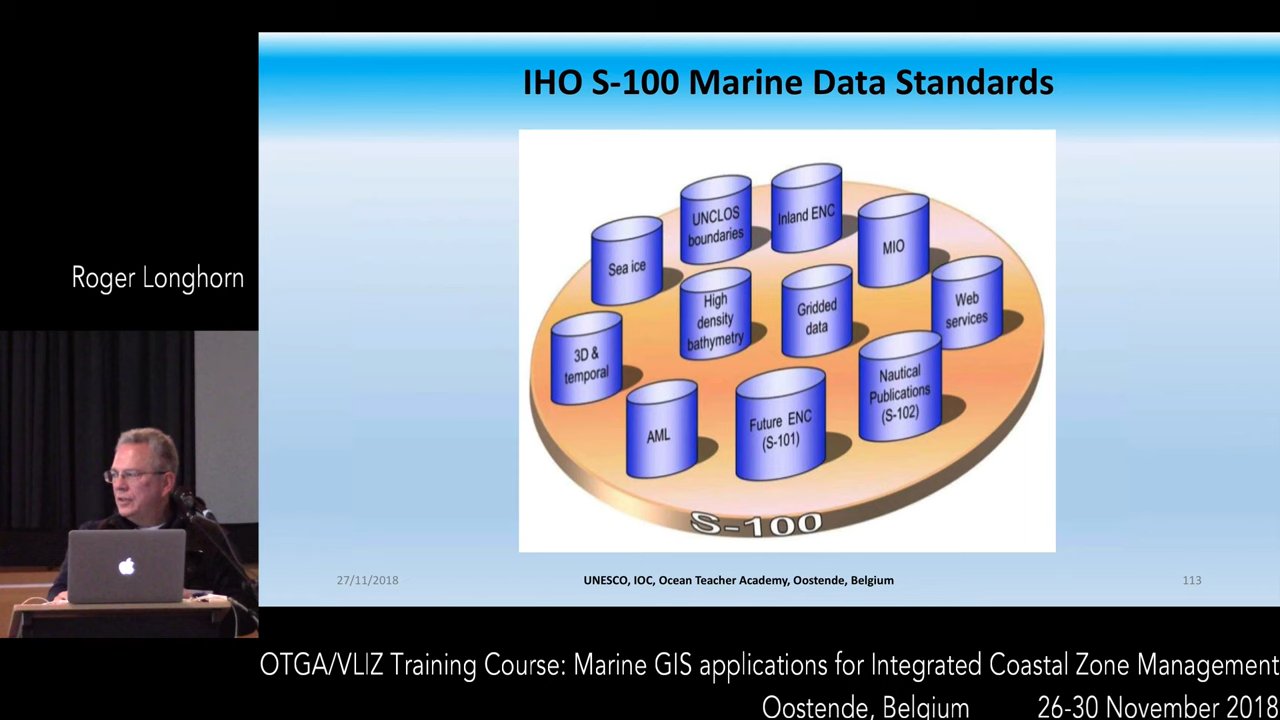 IHO S-100 Marine Data Standards
Roger Longhorn
UNCLOS
boundaries
Inland ENC
Sea ice
MIO
High
density
bathymetry
Gridded
data
Web
services
3D &
temporal
Nautical
Publications
(S-102)
AML
Future ENC
(S-101)
S-100
27/11/2018
UNESCO, IOC, Ocean Teacher Academy, Oostende, Belgium
113
OTGA/VLIZ Training Course: Marine GIS applications for Integrated Coastal Zone Management
Oostende, Belgium 26-30 November 2018